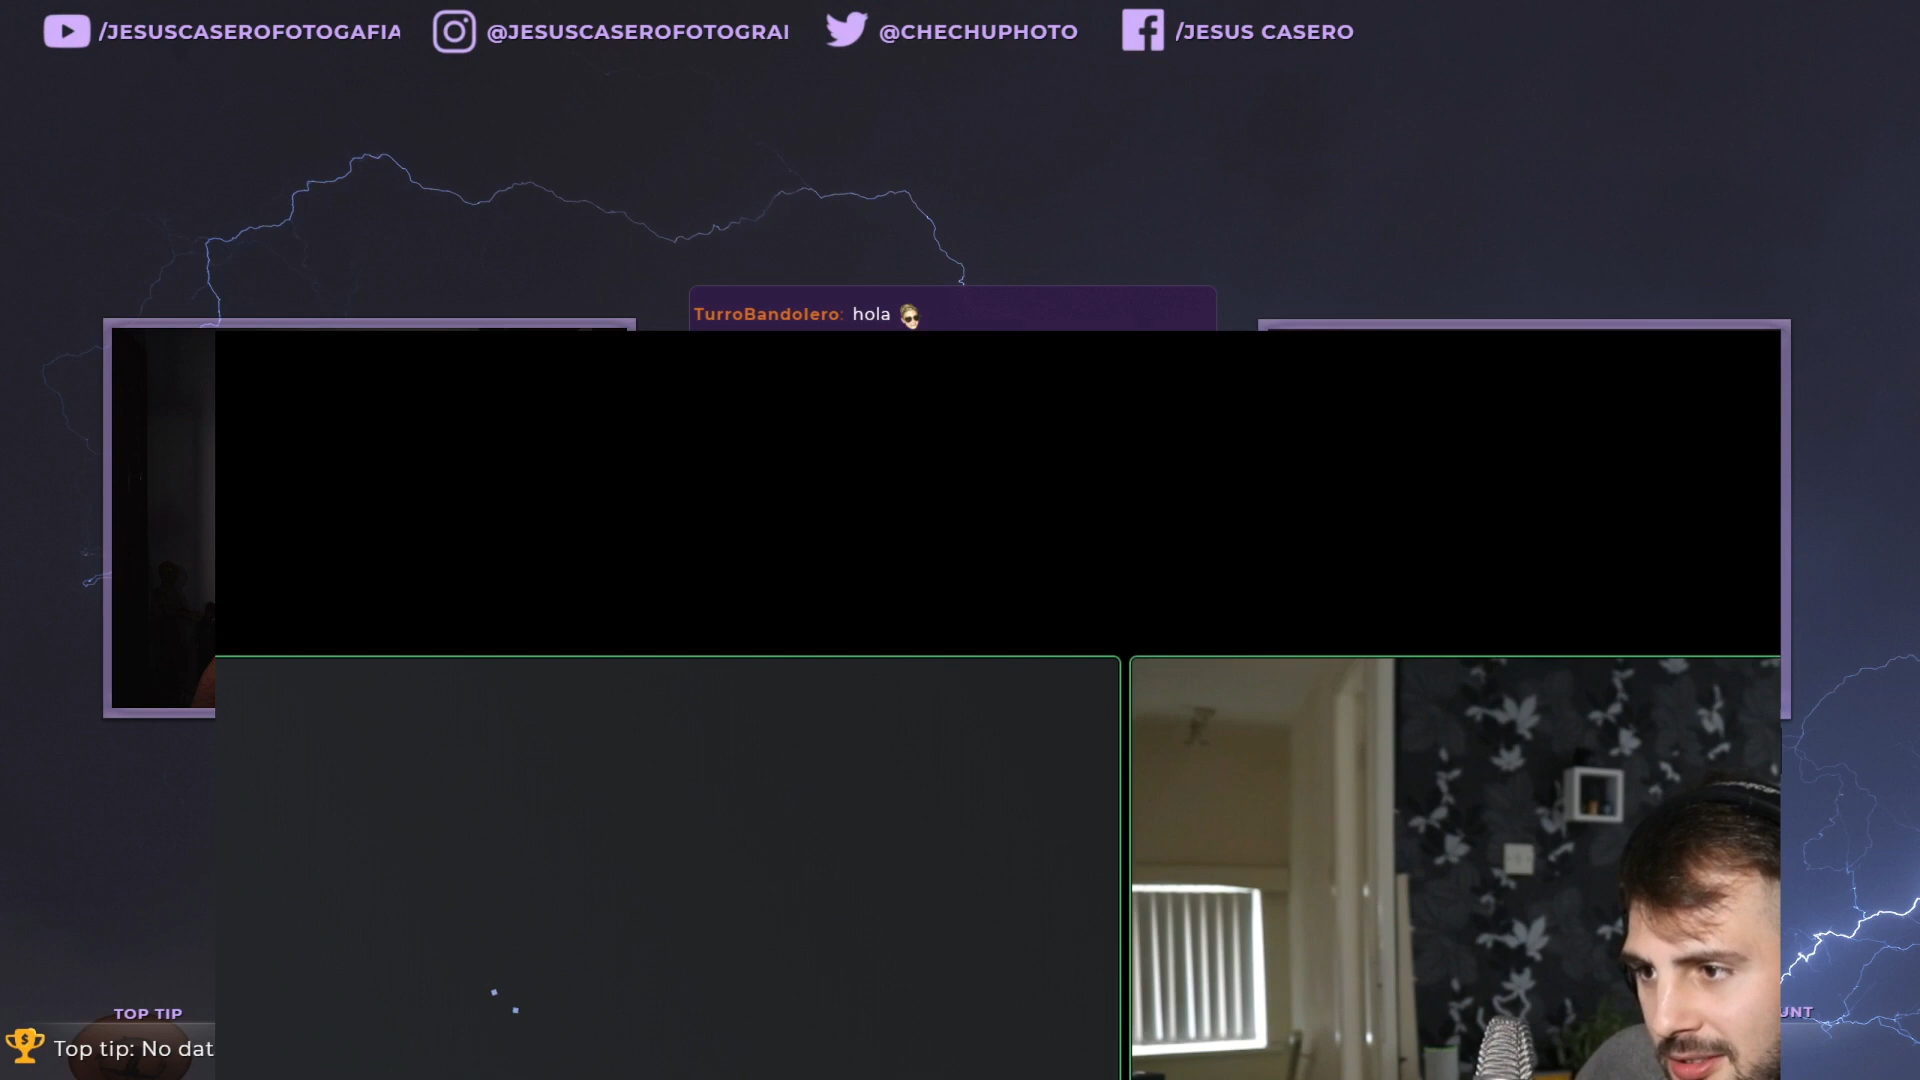 /JESUSCASEROFOTOGAFIA
@JESUSCASEROFOTOGRAI
@CHECHUPHOTO
/JESUS CASERO
TurroBandolero: hola
TOP TIP
UNT
Top tip: No dat